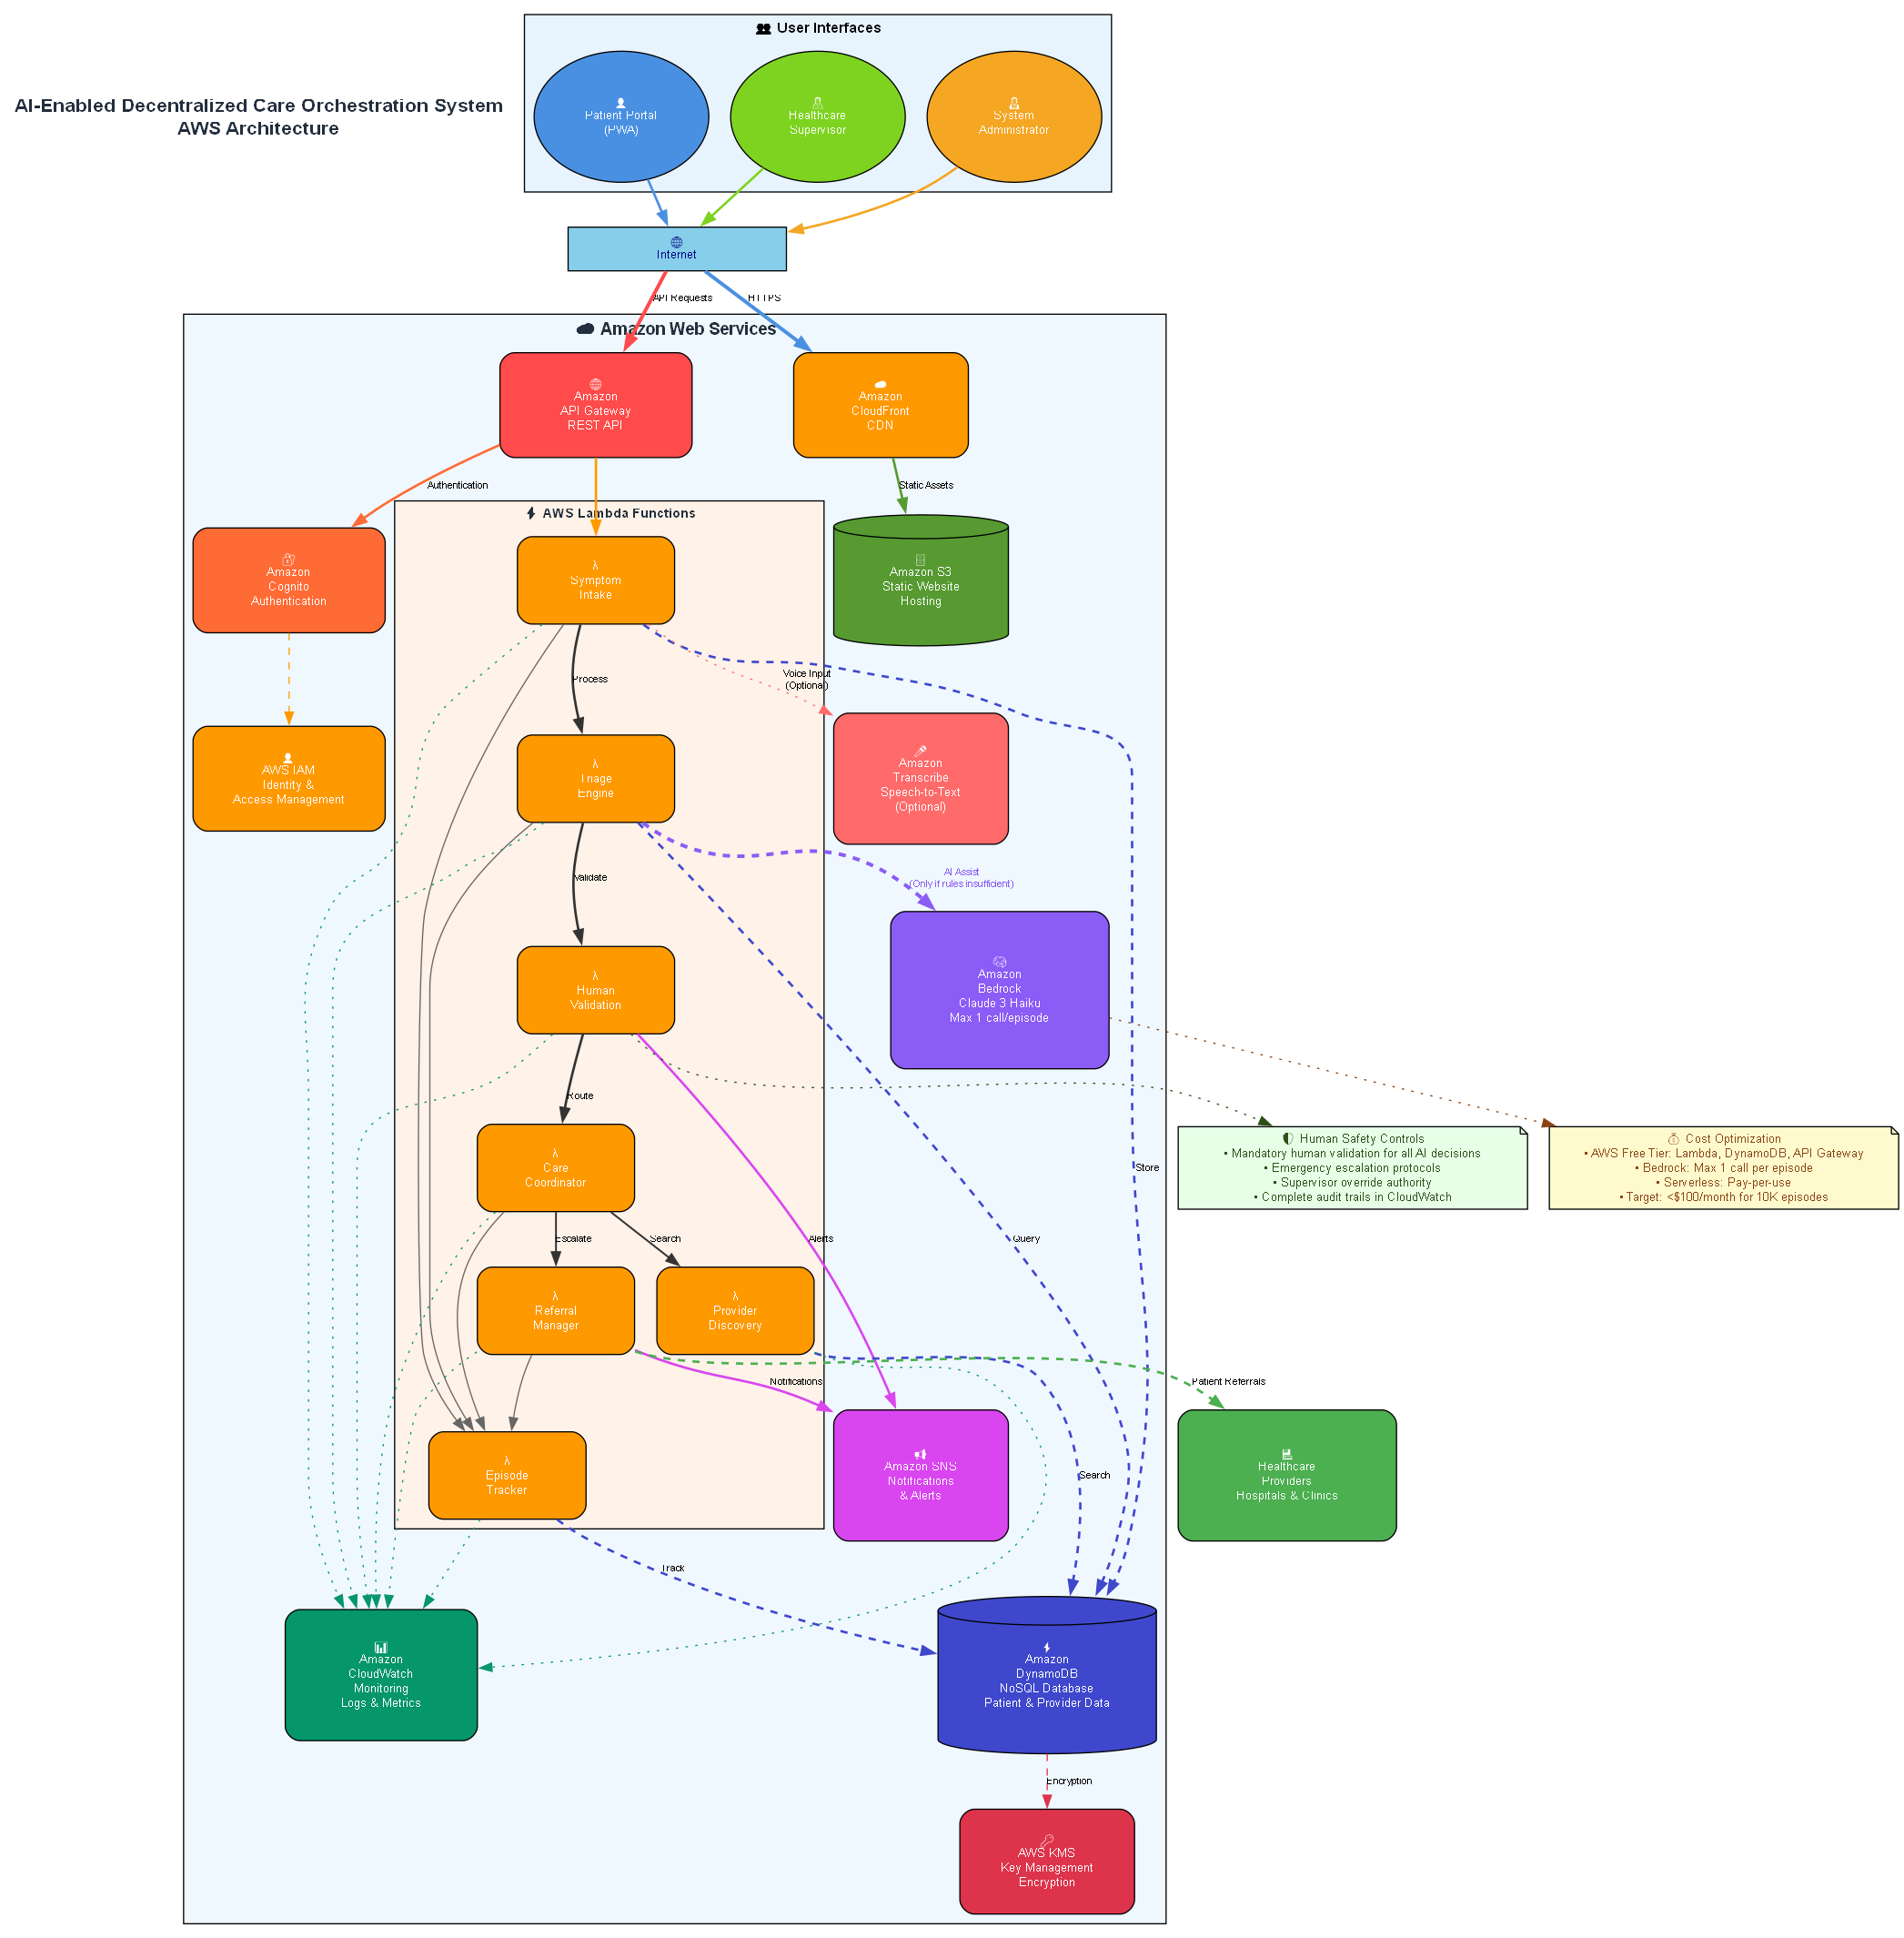 User Interfaces
AI-Enabled Decentralized Care Orchestration System
AWS Architecture
Patient Portal
(PWA)
Healthcare
Supervisor
System
Administrator
Internet
API Requests
HTTPS
Amazon Web Services
Amazon
API Gateway
REST API
Amazon
CloudFront
CDN
Authentication
Static Assets
AWS Lambda Functions
Amazon
Cognito
Authentication
λ
Symptom
Intake
Amazon S3
Static Website
Hosting
Process
Voice Input
(Optional)
AWS IAM
Identity &
Access Management
λ
Triage
Engine
Amazon
Transcribe
Speech-to-Text
(Optional)
Validate
AI Assist
(Only if rules insufficient)
λ
Human
Validation
Amazon
Bedrock
Claude 3 Haiku
Max 1 call/episode
Route
Store
λ
Care
Coordinator
Human Safety Controls
• Mandatory human validation for all AI decisions
• Emergency escalation protocols
• Supervisor override authority
• Complete audit trails in CloudWatch
Cost Optimization
• AWS Free Tier: Lambda, DynamoDB, API Gateway
• Bedrock: Max 1 call per episode
• Serverless: Pay-per-use
• Target: <$100/month for 10K episodes
Escalate
Search
Alerts
Query
λ
Referral
Manager
λ
Provider
Discovery
Notifications
Patient Referrals
λ
Episode
Tracker
Amazon SNS
Notifications
& Alerts
Search
Healthcare
Providers
Hospitals & Clinics
Track
Amazon
CloudWatch
Monitoring
Logs & Metrics
Amazon
DynamoDB
NoSQL Database
Patient & Provider Data
Encryption
AWS KMS
Key Management
Encryption